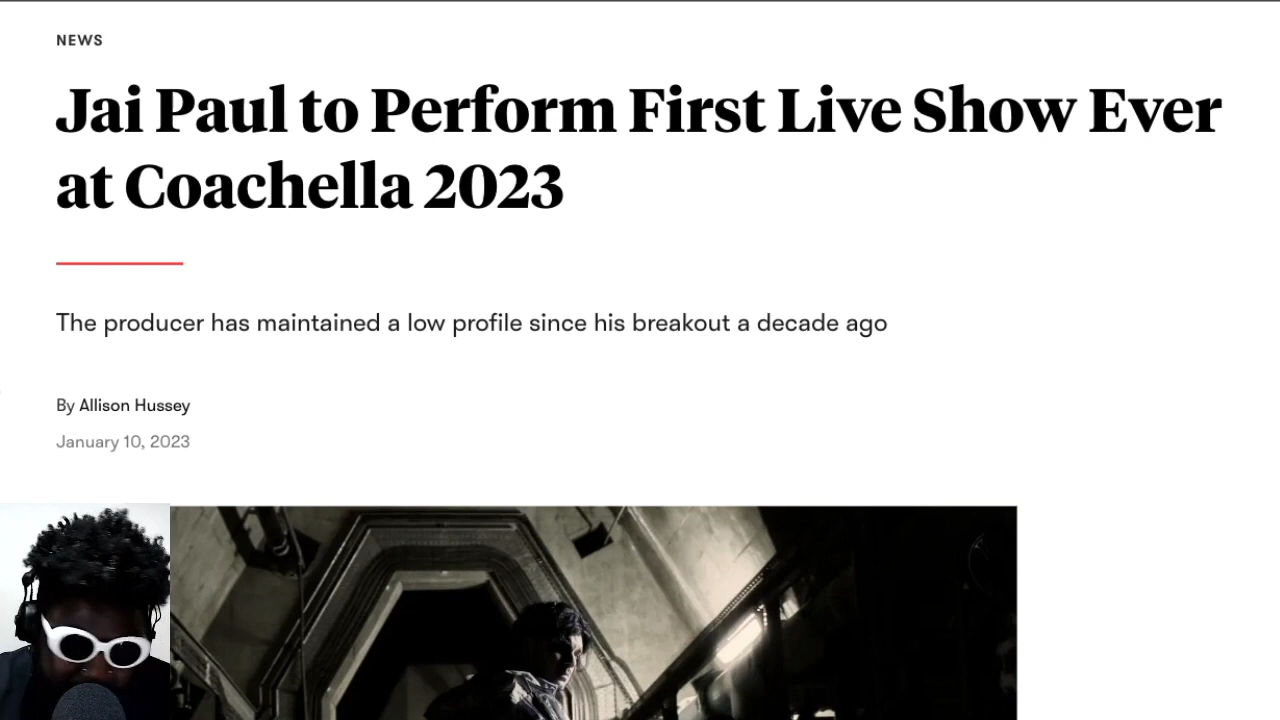 NEWS
Jai Paul to Perform First Live Show Ever
at Coachella 2023
The producer has maintained a low profile since his breakout a decade ago
By Allison Hussey
January 10, 2023